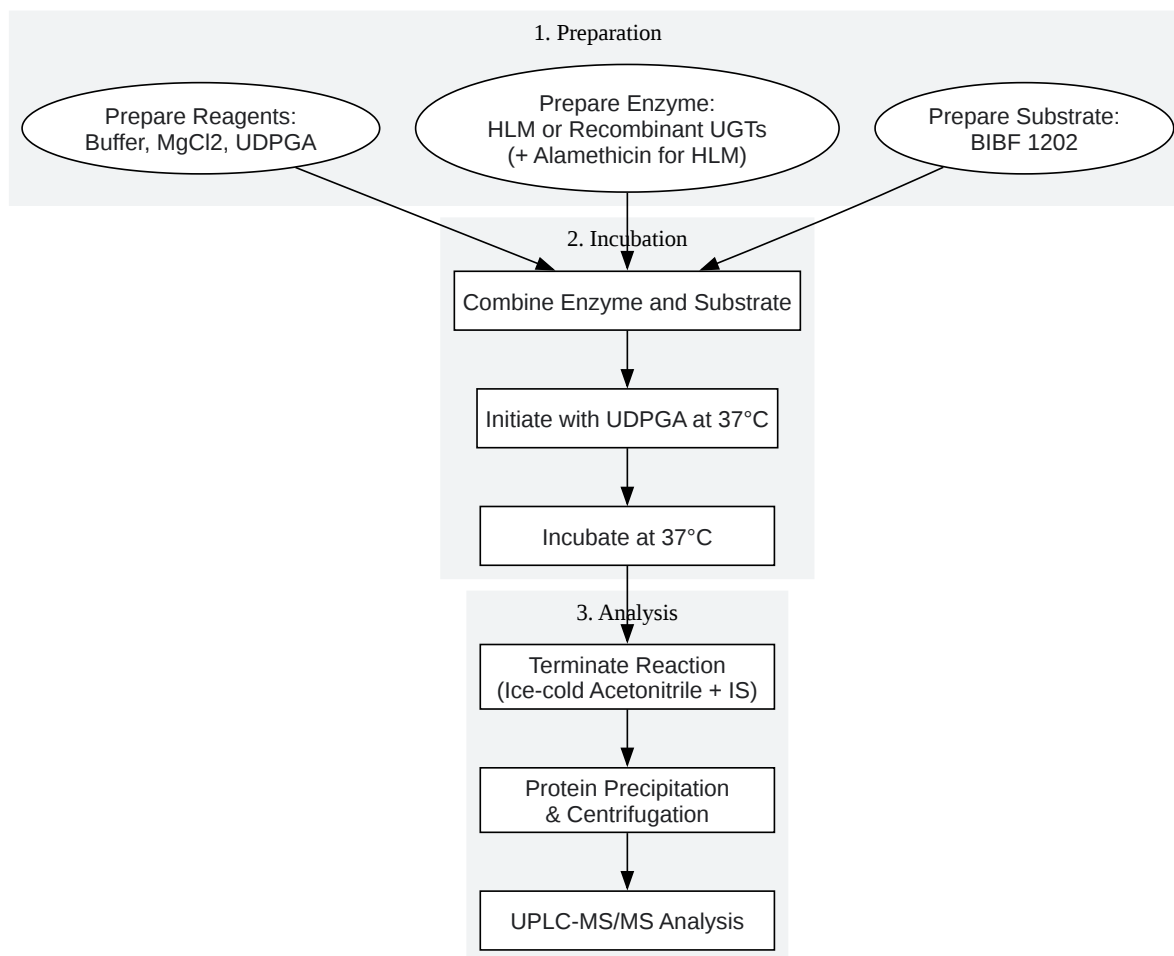 1. Preparation
Prepare Reagents:
Buffer, MgCl2, UDPGA
Prepare Enzyme:
HLM or Recombinant UGTs
(+ Alamethicin for HLM)
Prepare Substrate:
BIBF 1202
2. Incubation
Combine Enzyme and Substrate
Initiate with UDPGA at 37°C
Incubate at 37°C
3. Analysis
Terminate Reaction
(Ice-cold Acetonitrile + IS)
Protein Precipitation
& Centrifugation
UPLC-MS/MS Analysis